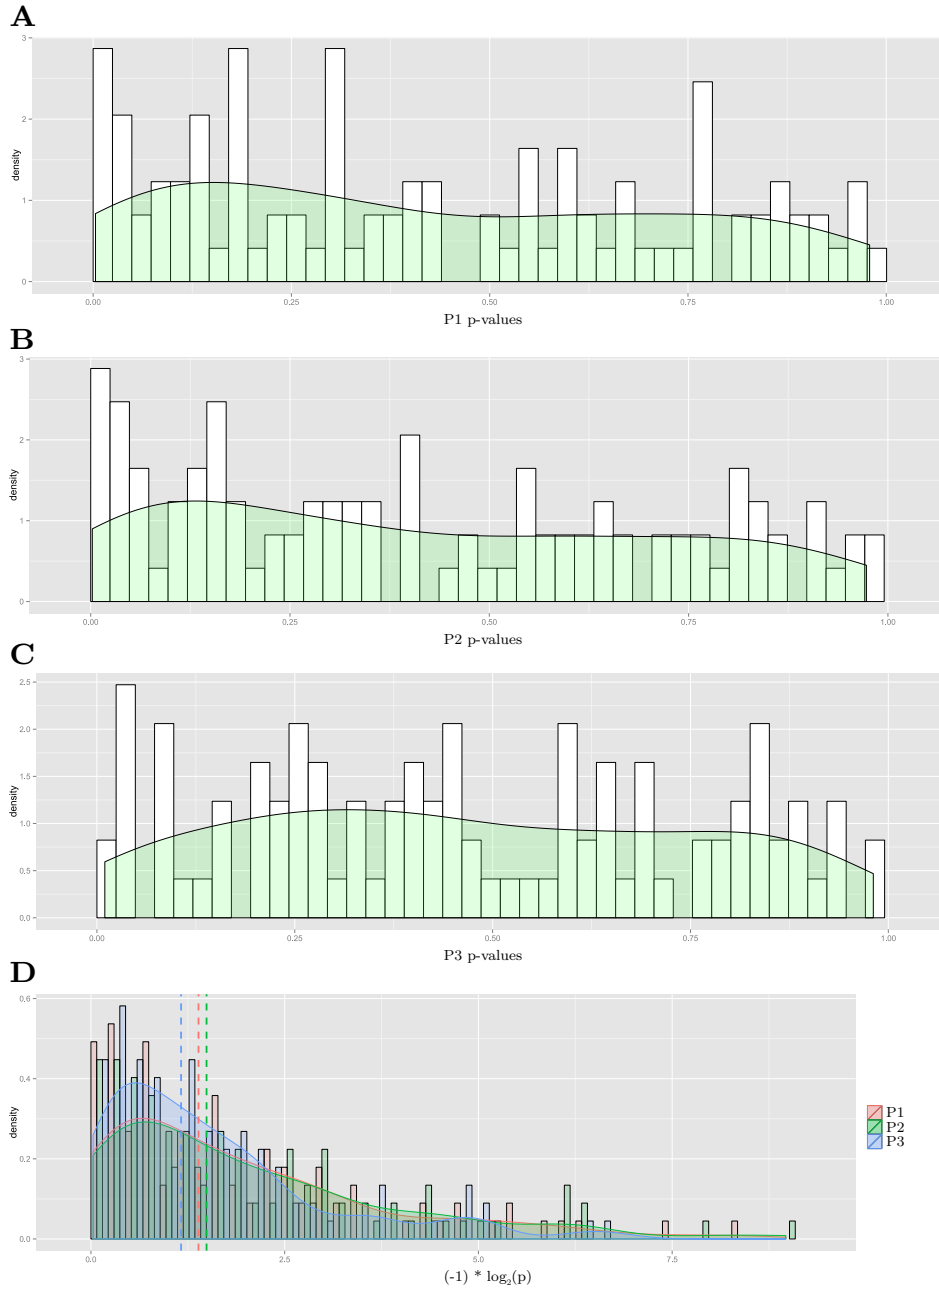 A
3
2
1
0
density
0.00 0.25 0.50 0.75 1.00
P1 p-values
B
3
2
1
0
density
0.00 0.25 0.50 0.75 1.00
P2 p-values
C
2.5
2.0
1.5
1.0
0.5
0.0
density
0.00 0.25 0.50 0.75 1.00
P3 p-values
D
0.6
0.4
0.2
0.0
density
0.0 2.5 5.0 7.5
(-1) * log₂(p)
P1
P2
P3